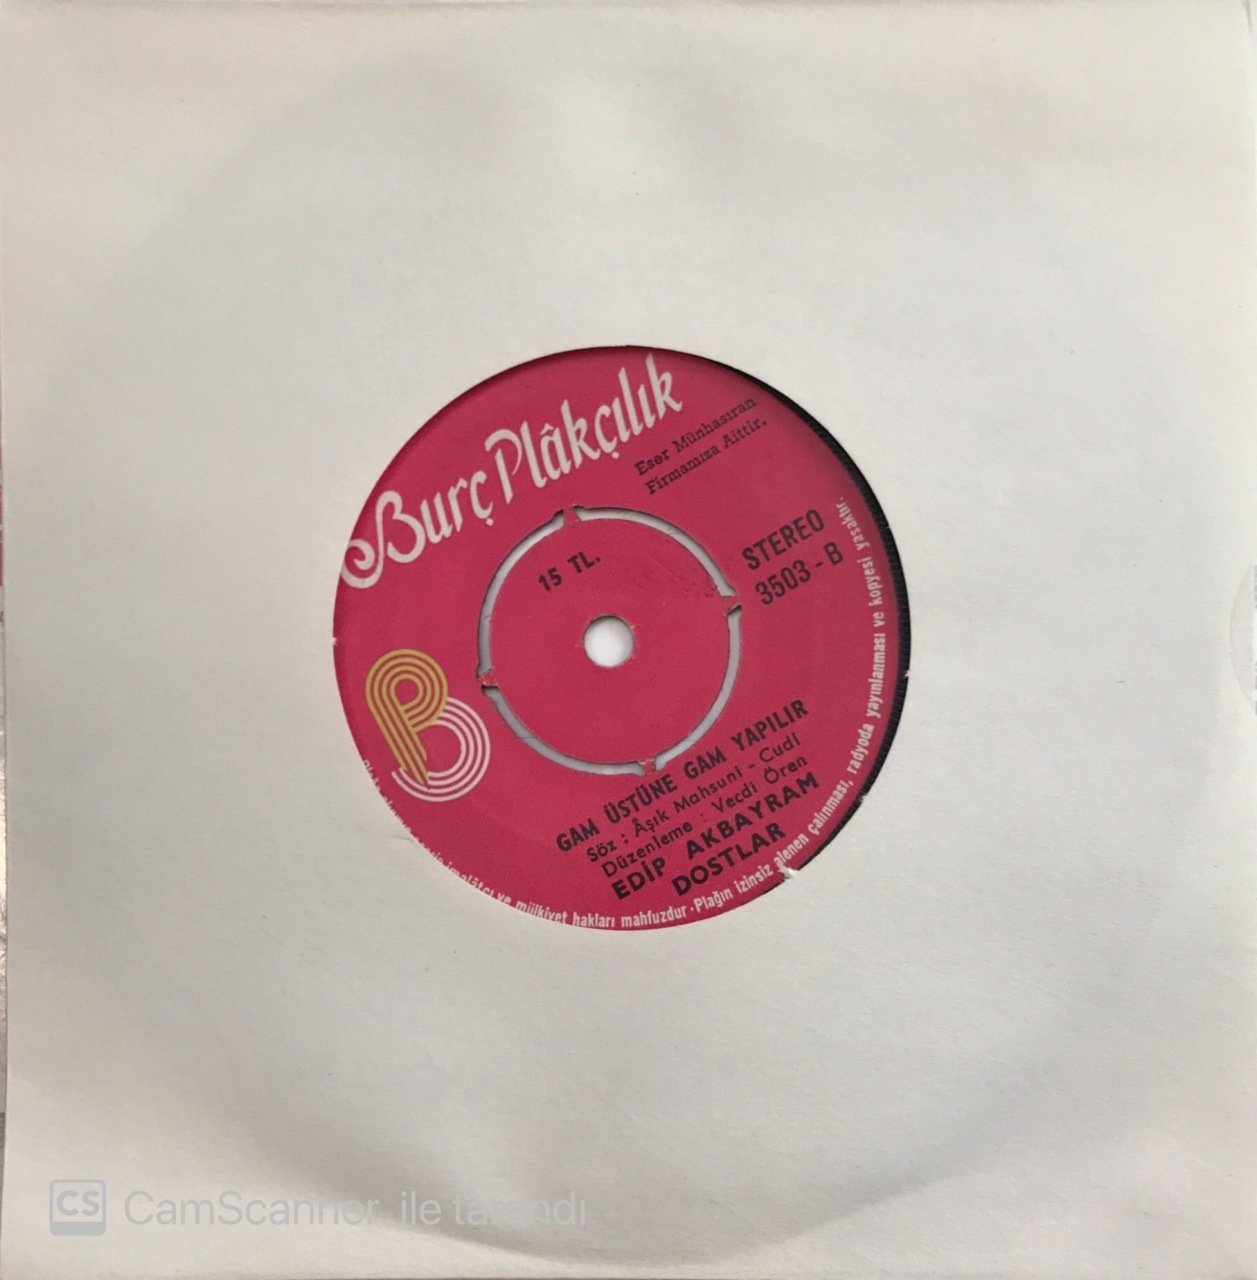 Burç Plâkçılık
Eser Münhasıran
Firmamıza Aittir.
15 TL.
STEREO
3503 - B
GAM ÜSTÜNE GAM YAPILIR
Söz : Âşık Mahsuni - Cudi
Düzenleme : Vecdi Ören
EDİP AKBAYRAM
DOSTLAR
imalâtçı ve mülkiyet hakları mahfuzdur · Plağın izinsiz alenen çalınması, radyoda yayınlanması ve kopyesi yasaktır.
CS CamScanner ile tarandı